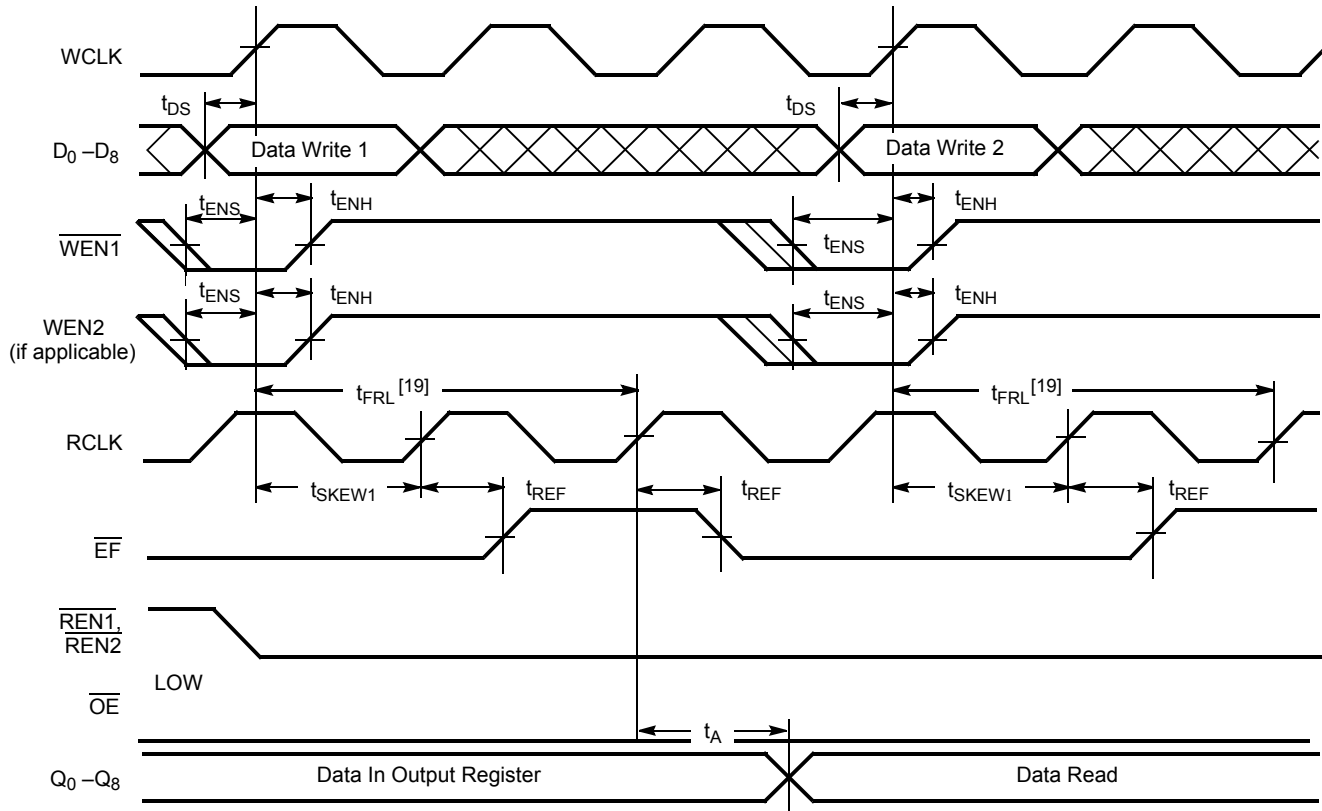 WCLK
tDS
tDS
D0 –D8
Data Write 1
Data Write 2
tENS
tENH
tENS
tENH
WEN1
tENS
tENH
tENS
tENH
WEN2
(if applicable)
tFRL [19]
tFRL [19]
RCLK
tSKEW1
tREF
tREF
tSKEW1
tREF
EF
REN1,
REN2
LOW
OE
tA
Q0 –Q8
Data In Output Register
Data Read